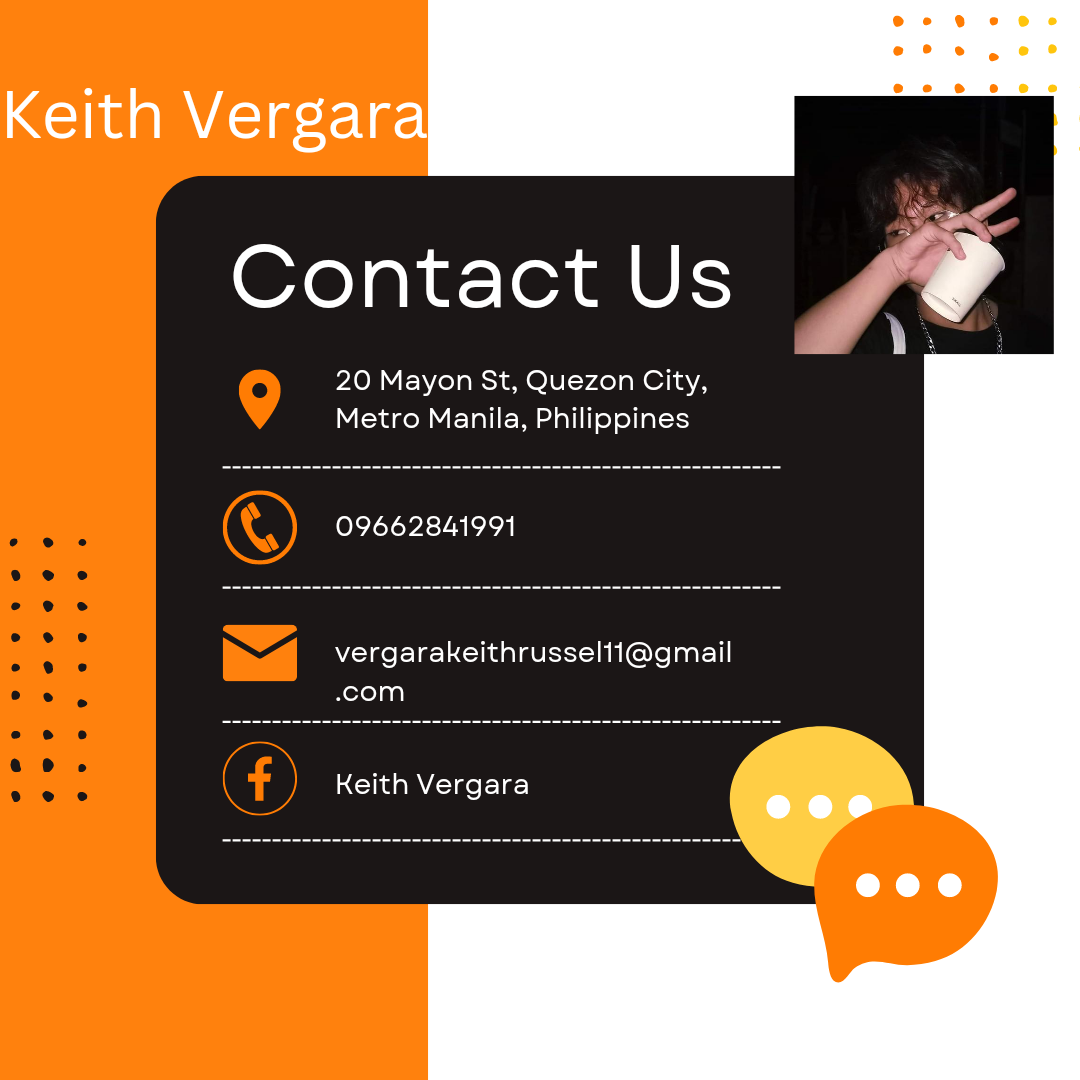 Keith Vergara
Contact Us
20 Mayon St, Quezon City,
Metro Manila, Philippines
09662841991
vergarakeithrussel11@gmail
.com
Keith Vergara